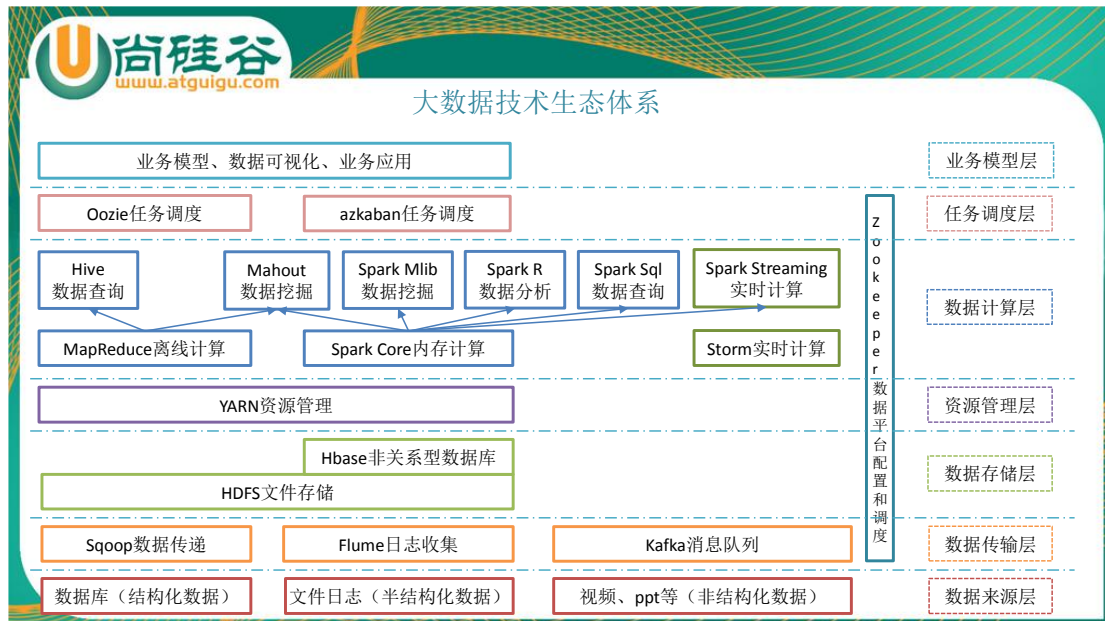 尚硅谷
www.atguigu.com
大数据技术生态体系
业务模型、数据可视化、业务应用
业务模型层
Oozie任务调度
azkaban任务调度
任务调度层
Hive
数据查询
Mahout
数据挖掘
Spark Mlib
数据挖掘
Spark R
数据分析
Spark Sql
数据查询
Spark Streaming
实时计算
数据计算层
MapReduce离线计算
Spark Core内存计算
Storm实时计算
Zookeeper数据平台配置和调度
YARN资源管理
资源管理层
Hbase非关系型数据库
HDFS文件存储
数据存储层
Sqoop数据传递
Flume日志收集
Kafka消息队列
数据传输层
数据库（结构化数据）
文件日志（半结构化数据）
视频、ppt等（非结构化数据）
数据来源层